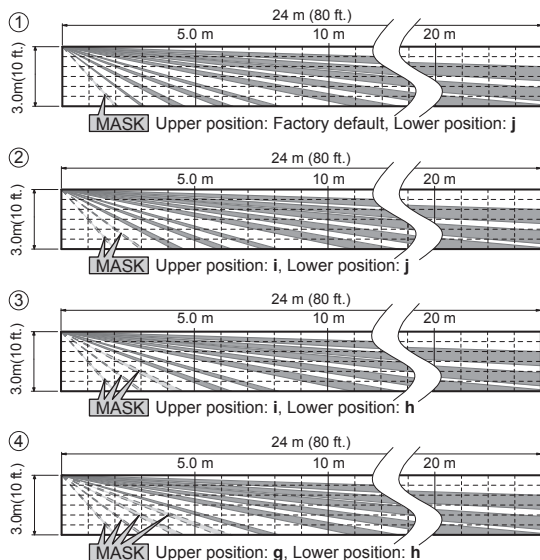 ①
24 m (80 ft.)
5.0 m 10 m 20 m
3.0m(10 ft.)
MASK Upper position: Factory default, Lower position: j
②
24 m (80 ft.)
5.0 m 10 m 20 m
3.0m(10 ft.)
MASK Upper position: i, Lower position: j
③
24 m (80 ft.)
5.0 m 10 m 20 m
3.0m(10 ft.)
MASK Upper position: i, Lower position: h
④
24 m (80 ft.)
5.0 m 10 m 20 m
3.0m(10 ft.)
MASK Upper position: g, Lower position: h